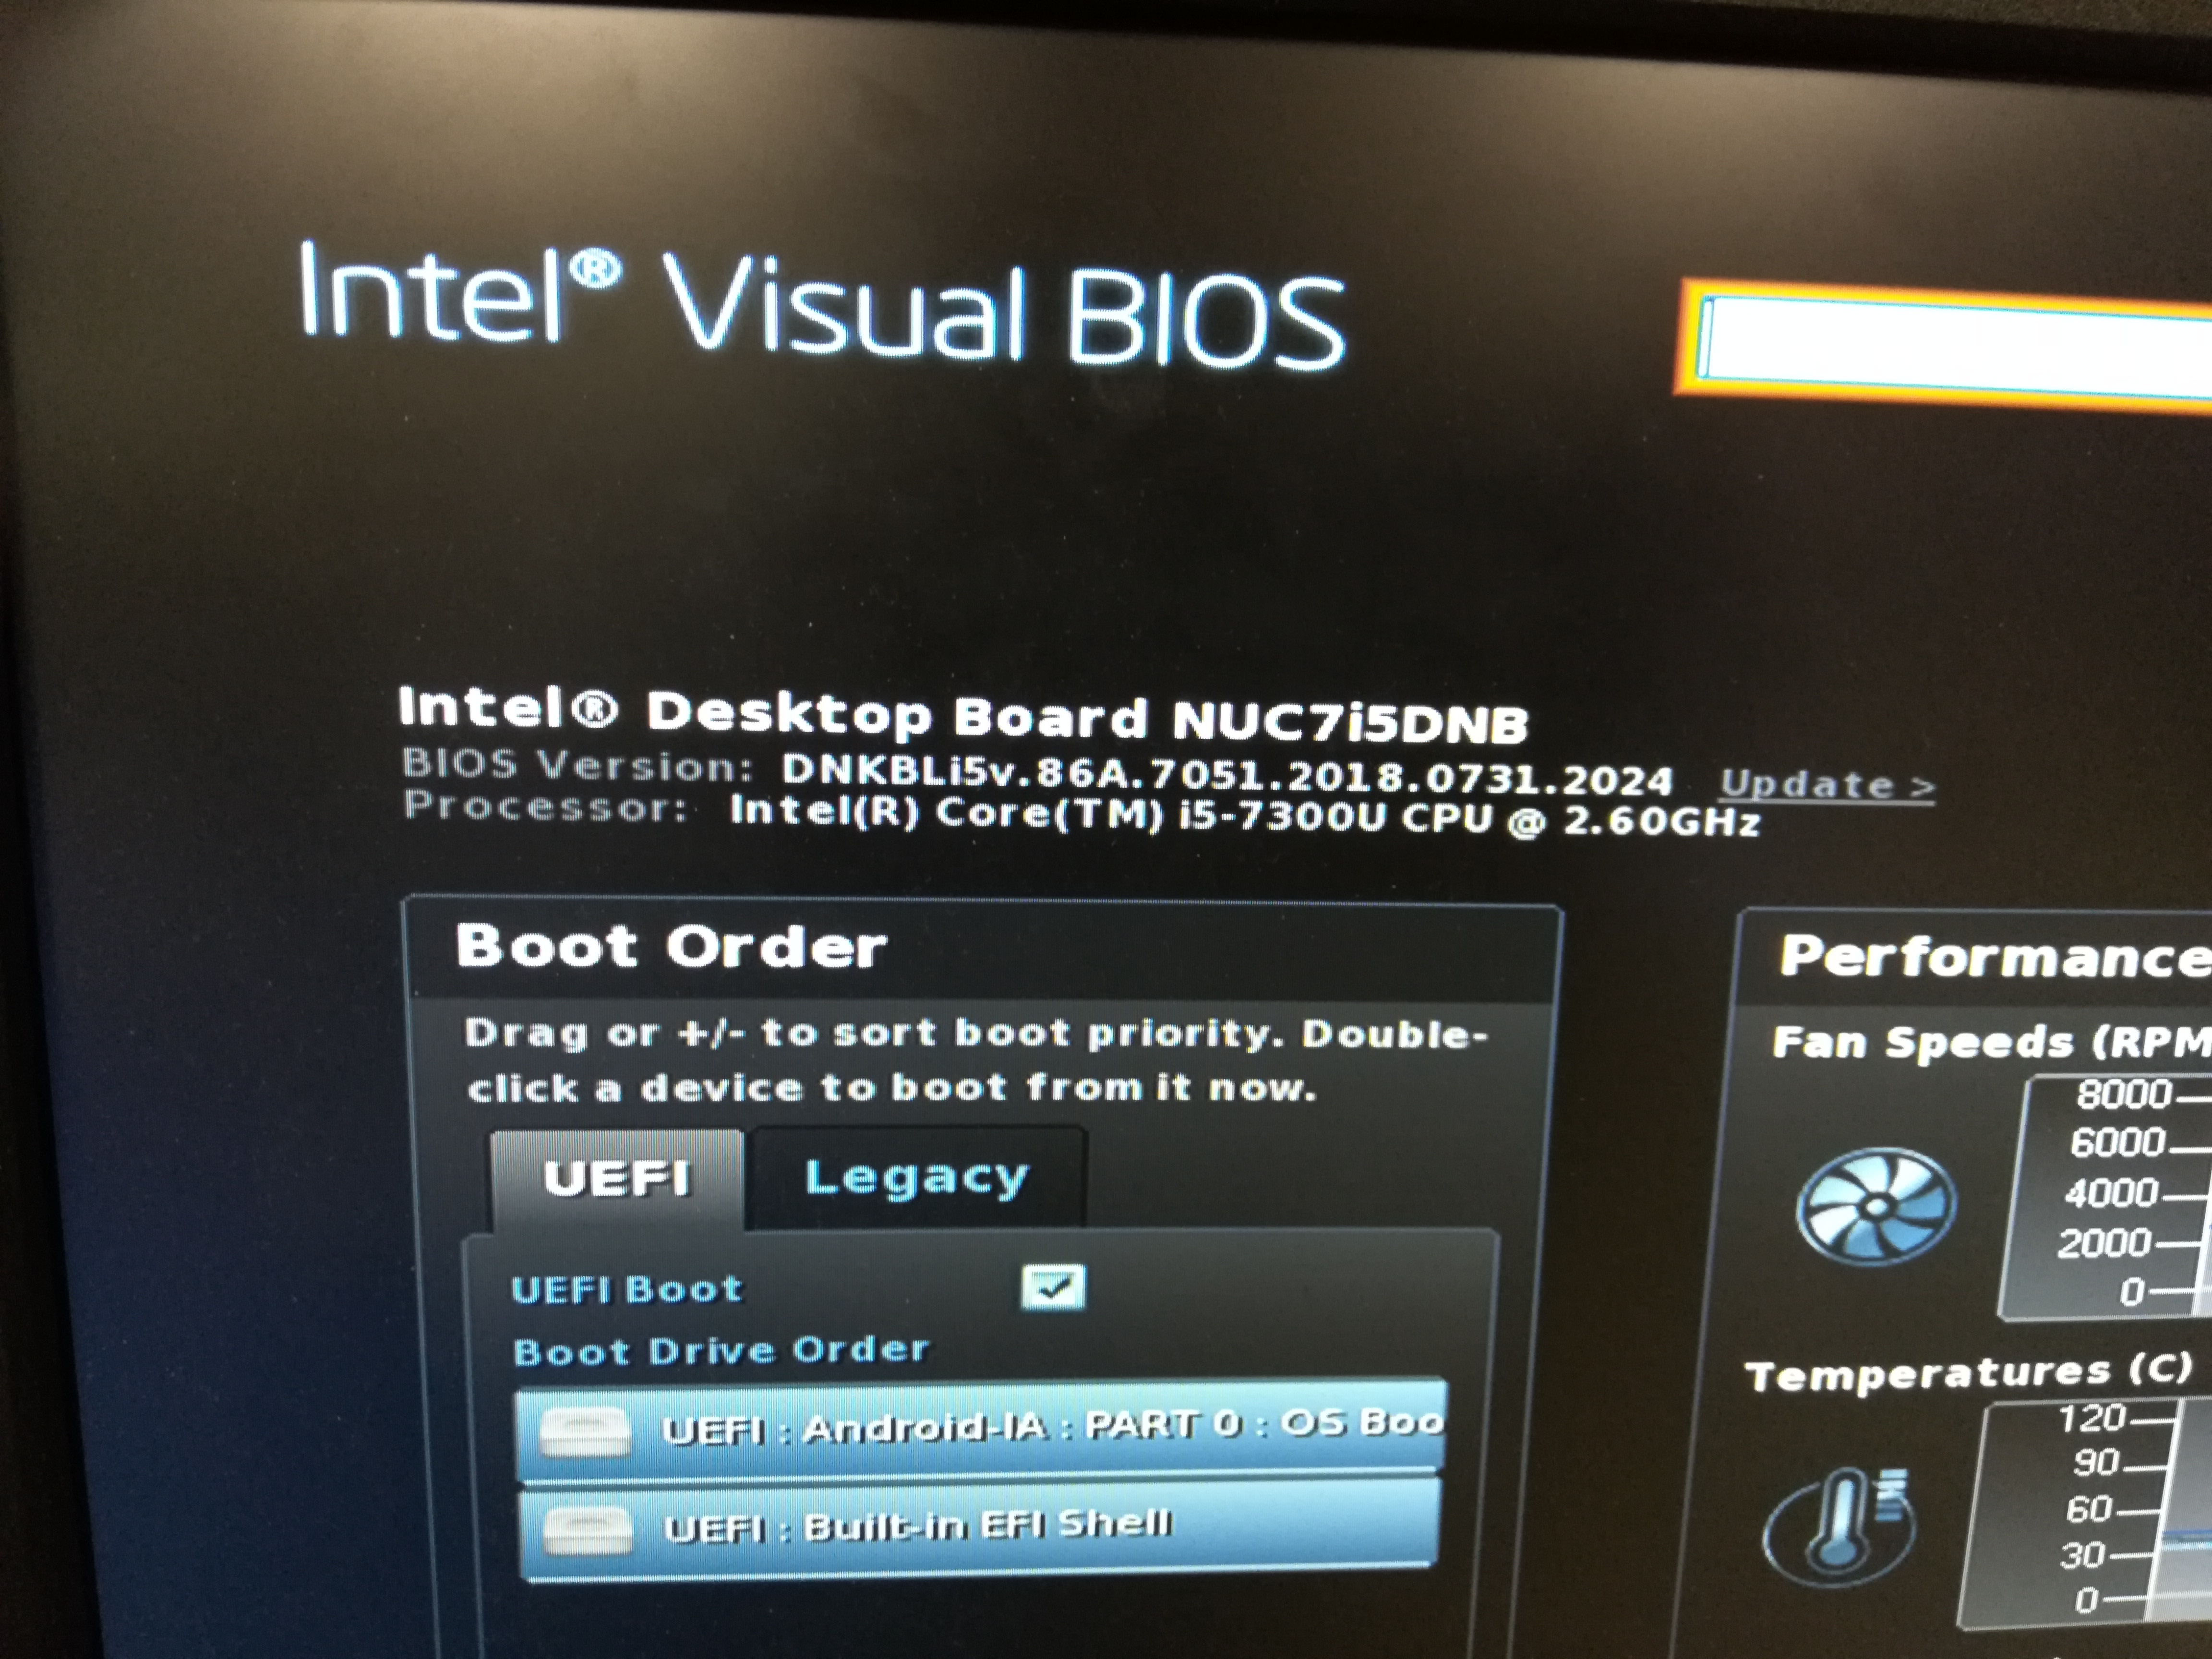 Intel® Visual BIOS
Intel® Desktop Board NUC7i5DNB
BIOS Version: DNKBLi5v.86A.7051.2018.0731.2024 Update >
Processor: Intel(R) Core(TM) i5-7300U CPU @ 2.60GHz
Boot Order
Drag or +/- to sort boot priority. Double-
click a device to boot from it now.
UEFI Legacy
UEFI Boot
Boot Drive Order
UEFI : Android-IA : PART 0 : OS Boo
UEFI : Built-in EFI Shell
Performance
Fan Speeds (RPM
8000
6000
4000
2000
0
Temperatures (C)
120
90
60
30
0